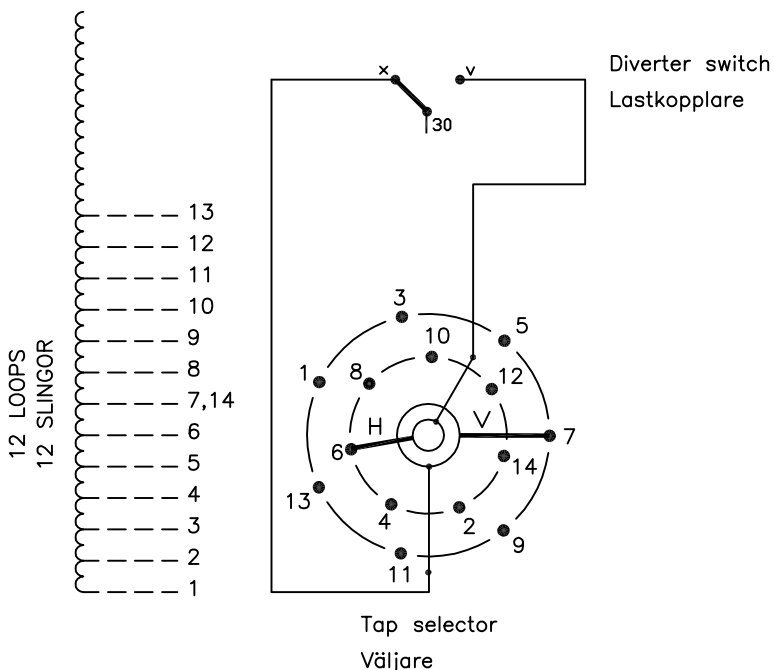 x
v
30
Diverter switch
Lastkopplare
13
12
11
10
9
8
7,14
6
5
4
3
2
1
12 LOOPS
12 SLINGOR
3
5
10
1
8
12
H
V
6
7
14
13
4
2
9
11
Tap selector
Väljare